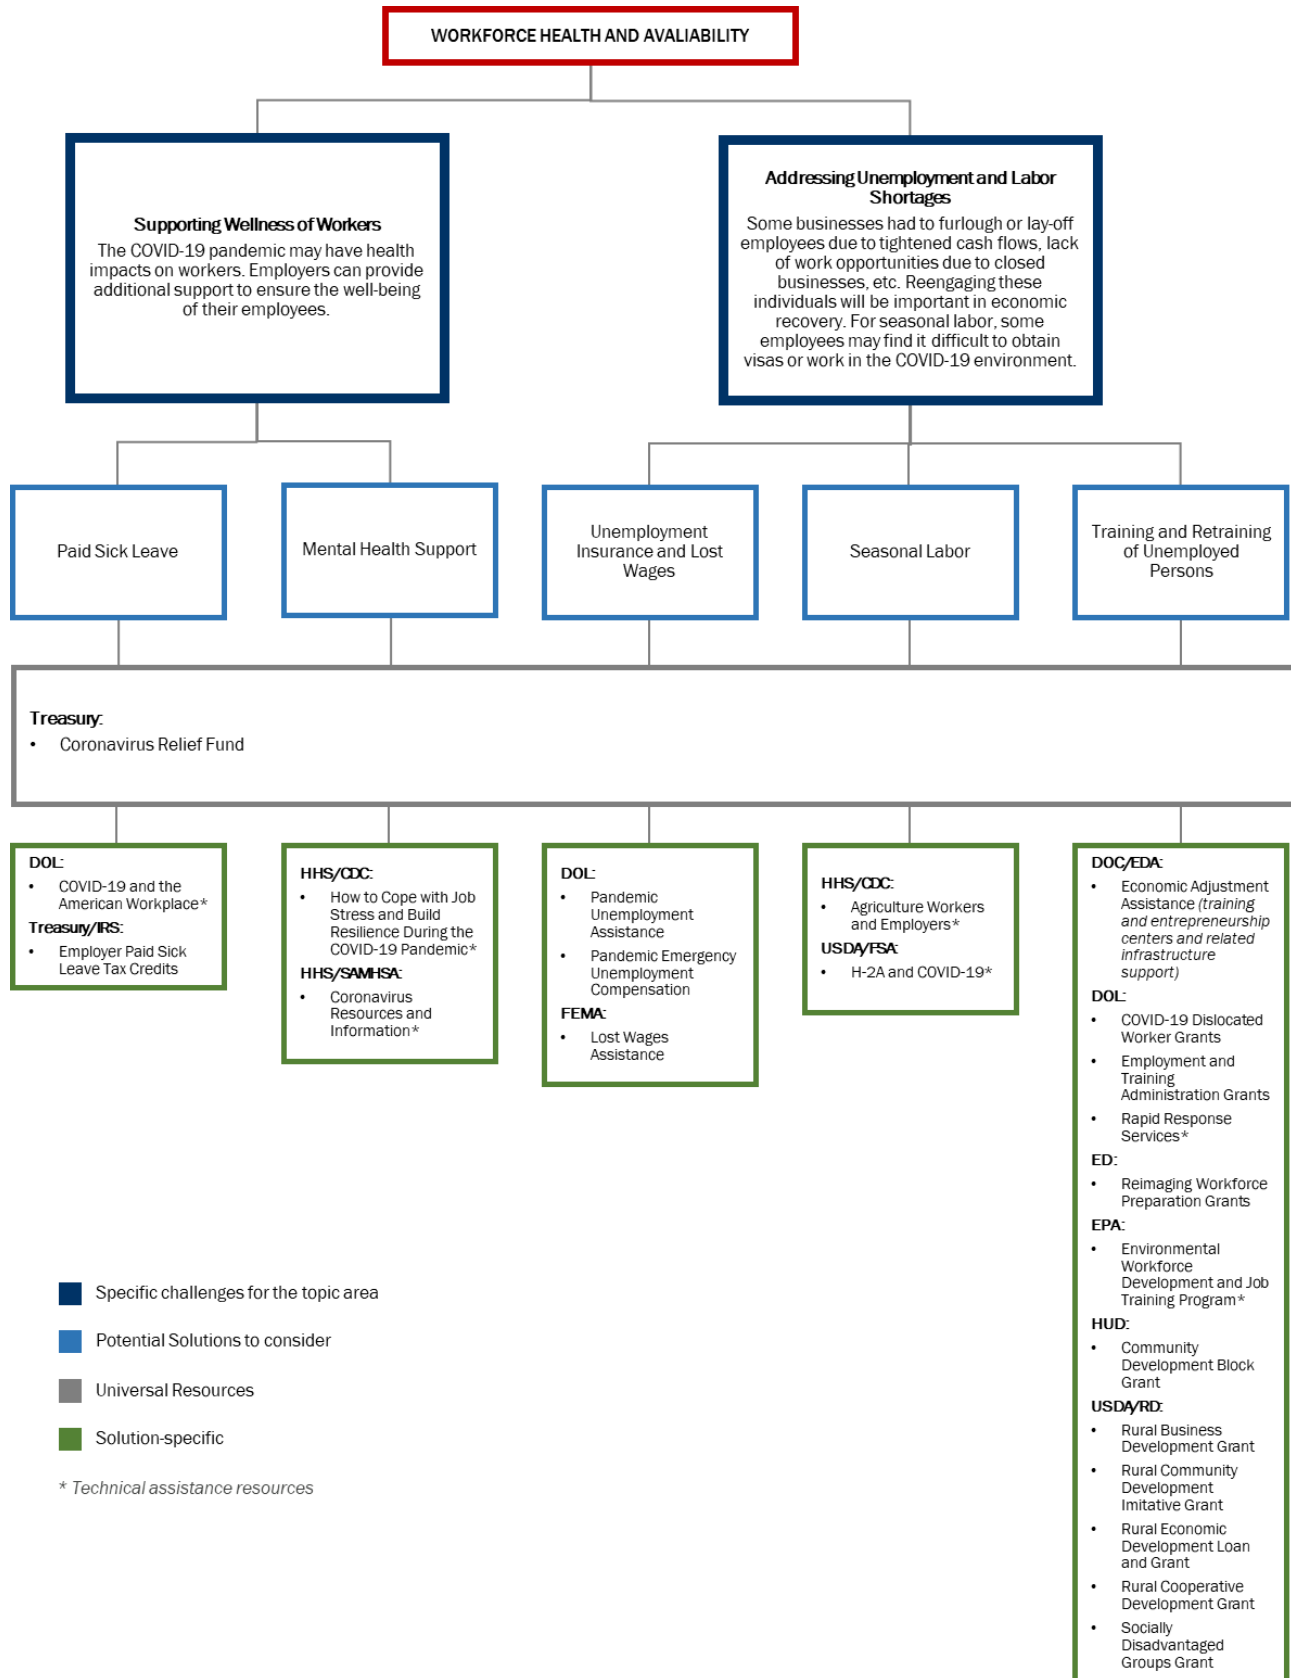 WORKFORCE HEALTH AND AVALIABILITY
Supporting Wellness of Workers
The COVID-19 pandemic may have health
impacts on workers. Employers can provide
additional support to ensure the well-being
of their employees.
Addressing Unemployment and Labor
Shortages
Some businesses had to furlough or lay-off
employees due to tightened cash flows, lack
of work opportunities due to closed
businesses, etc. Reengaging these
individuals will be important in economic
recovery. For seasonal labor, some
employees may find it difficult to obtain
visas or work in the COVID-19 environment.
Paid Sick Leave
Mental Health Support
Unemployment
Insurance and Lost
Wages
Seasonal Labor
Training and Retraining
of Unemployed
Persons
Treasury:
• Coronavirus Relief Fund
DOL:
• COVID-19 and the
American Workplace*
Treasury/IRS:
• Employer Paid Sick
Leave Tax Credits
HHS/CDC:
• How to Cope with Job
Stress and Build
Resilience During the
COVID-19 Pandemic*
HHS/SAMHSA:
• Coronavirus
Resources and
Information*
DOL:
• Pandemic
Unemployment
Assistance
• Pandemic Emergency
Unemployment
Compensation
FEMA:
• Lost Wages
Assistance
HHS/CDC:
• Agriculture Workers
and Employers*
USDA/FSA:
• H-2A and COVID-19*
DOC/EDA:
• Economic Adjustment
Assistance (training
and entrepreneurship
centers and related
infrastructure
support)
DOL:
• COVID-19 Dislocated
Worker Grants
• Employment and
Training
Administration Grants
• Rapid Response
Services*
ED:
• Reimaging Workforce
Preparation Grants
EPA:
• Environmental
Workforce
Development and Job
Training Program*
HUD:
• Community
Development Block
Grant
USDA/RD:
• Rural Business
Development Grant
• Rural Community
Development
Imitative Grant
• Rural Economic
Development Loan
and Grant
• Rural Cooperative
Development Grant
• Socially
Disadvantaged
Groups Grant
Specific challenges for the topic area
Potential Solutions to consider
Universal Resources
Solution-specific
* Technical assistance resources